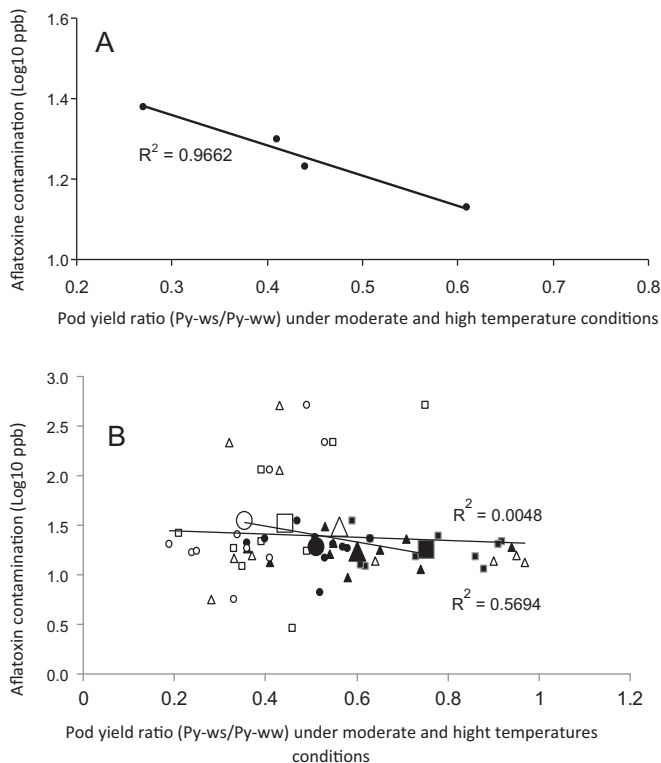 1.6
A
1.4
R2 = 0.9662
1.2
1.0
0.2 0.3 0.4 0.5 0.6 0.7 0.8
Aflatoxine contamination (Log10 ppb)
Pod yield ratio (Py-ws/Py-ww) under moderate and high temperature conditions
3.0
B
2.5
2.0
1.5
R2 = 0.0048
1.0
R2 = 0.5694
0.5
0.0
0 0.2 0.4 0.6 0.8 1 1.2
Aflatoxin contamination (Log10 ppb)
Pod yield ratio (Py-ws/Py-ww) under moderate and hight temperatures
conditions